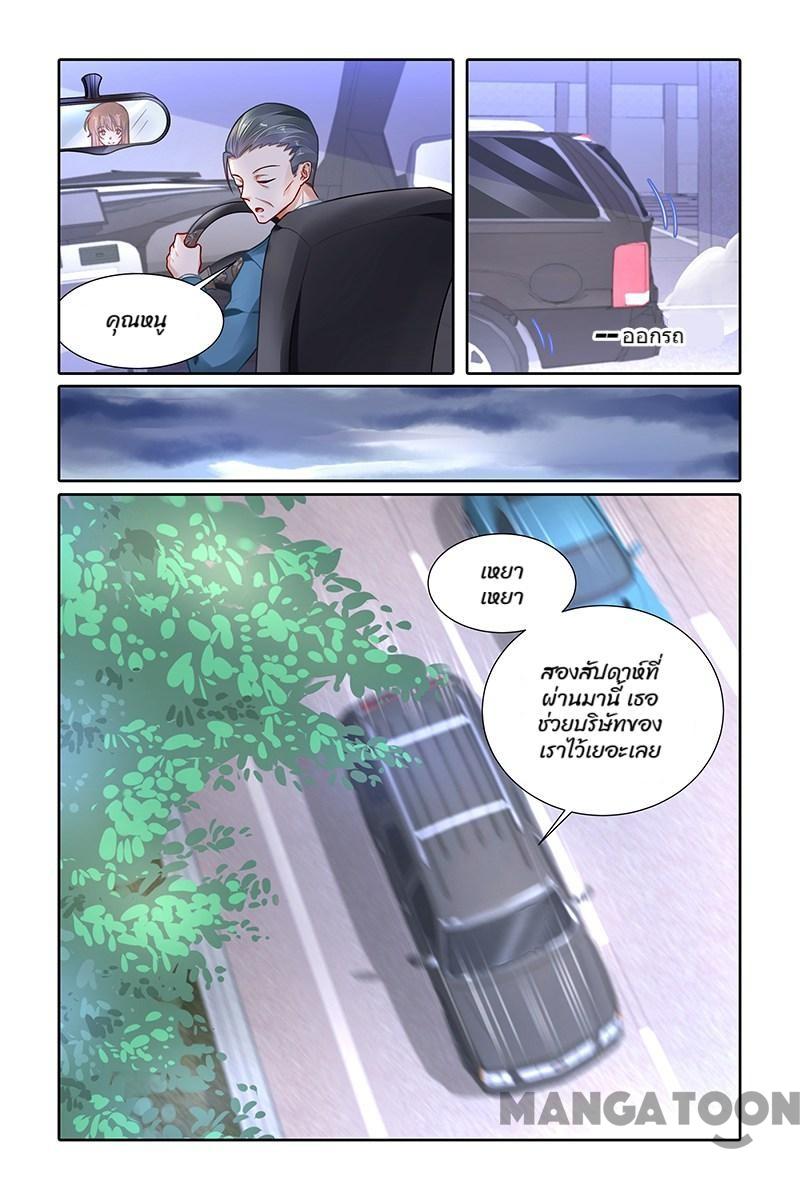 คุณหนู
--ออกรถ
เหยา
เหยา
สองสัปดาห์ที่
ผ่านมานี้ เธอ
ช่วยบริษัทของ
เราไว้เยอะเลย
MANGATOON